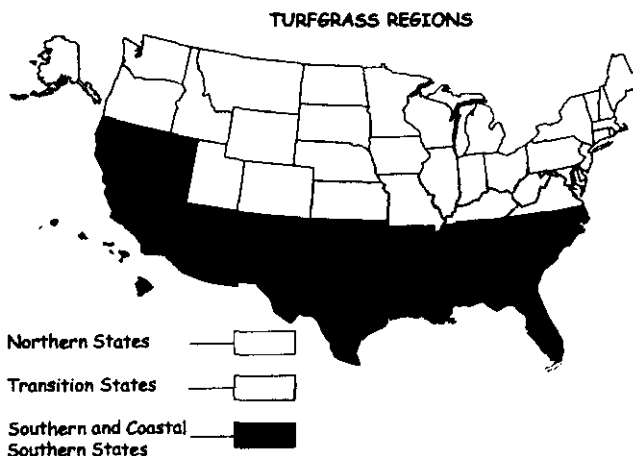 TURFGRASS REGIONS
Northern States
Transition States
Southern and Coastal
Southern States